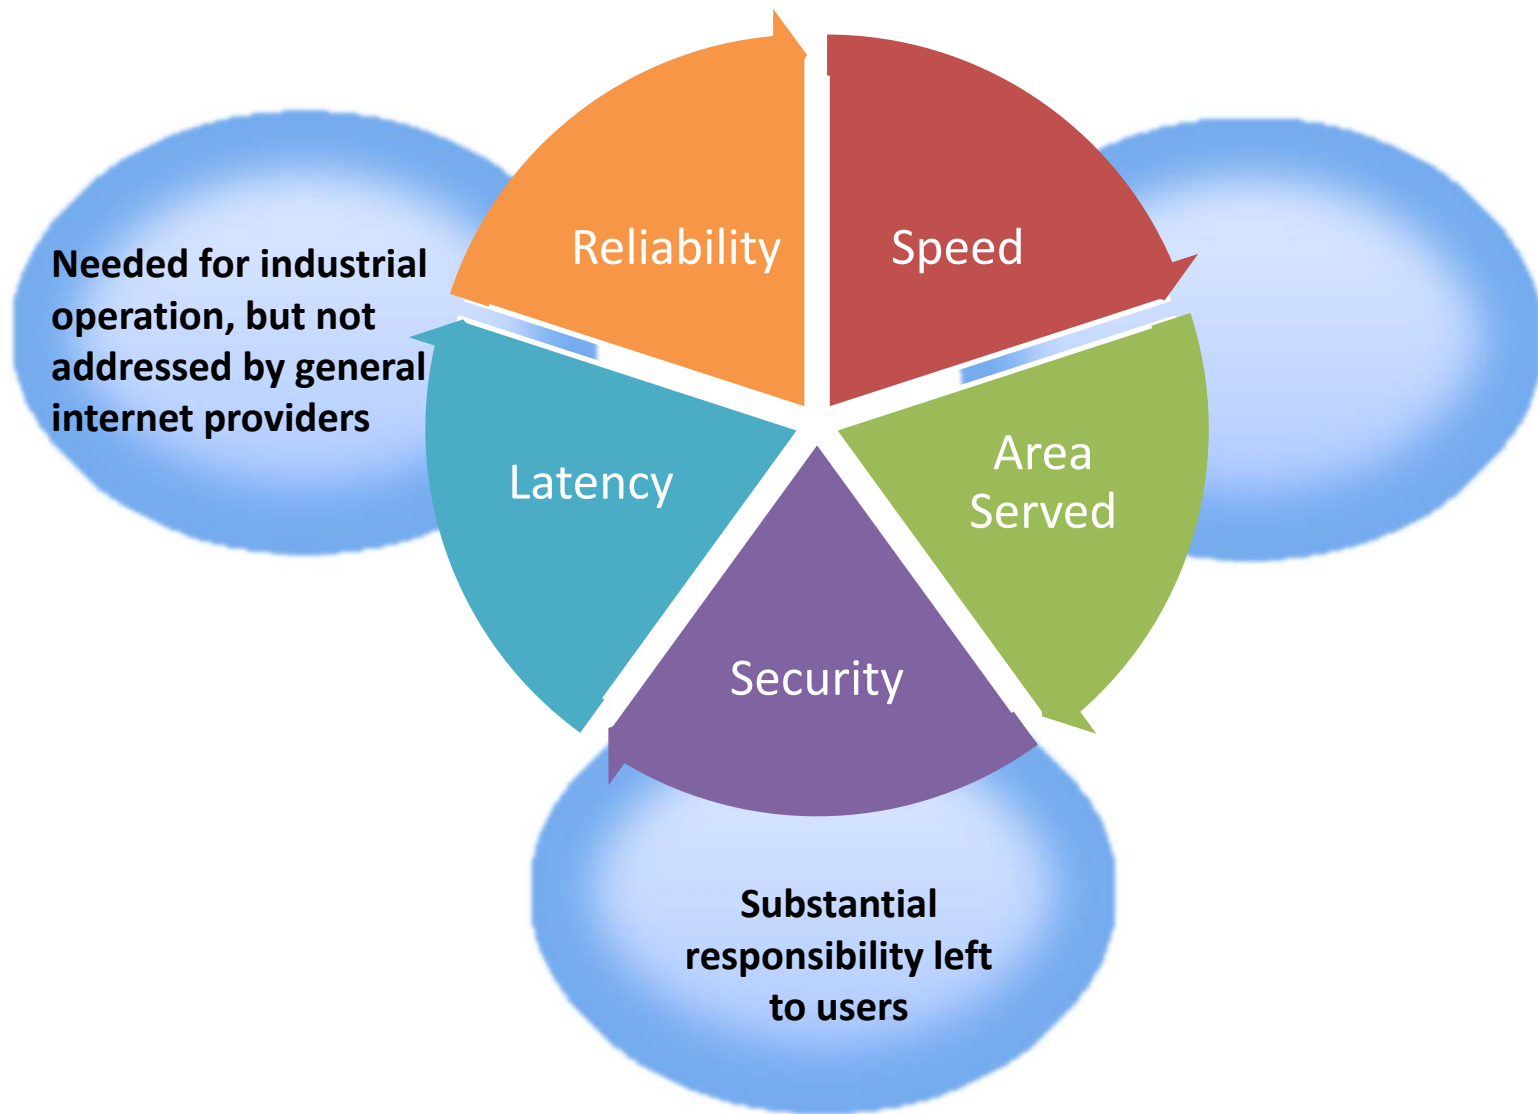 Reliability
Speed
Needed for industrial
operation, but not
addressed by general
internet providers
Latency
Area
Served
Security
Substantial
responsibility left
to users